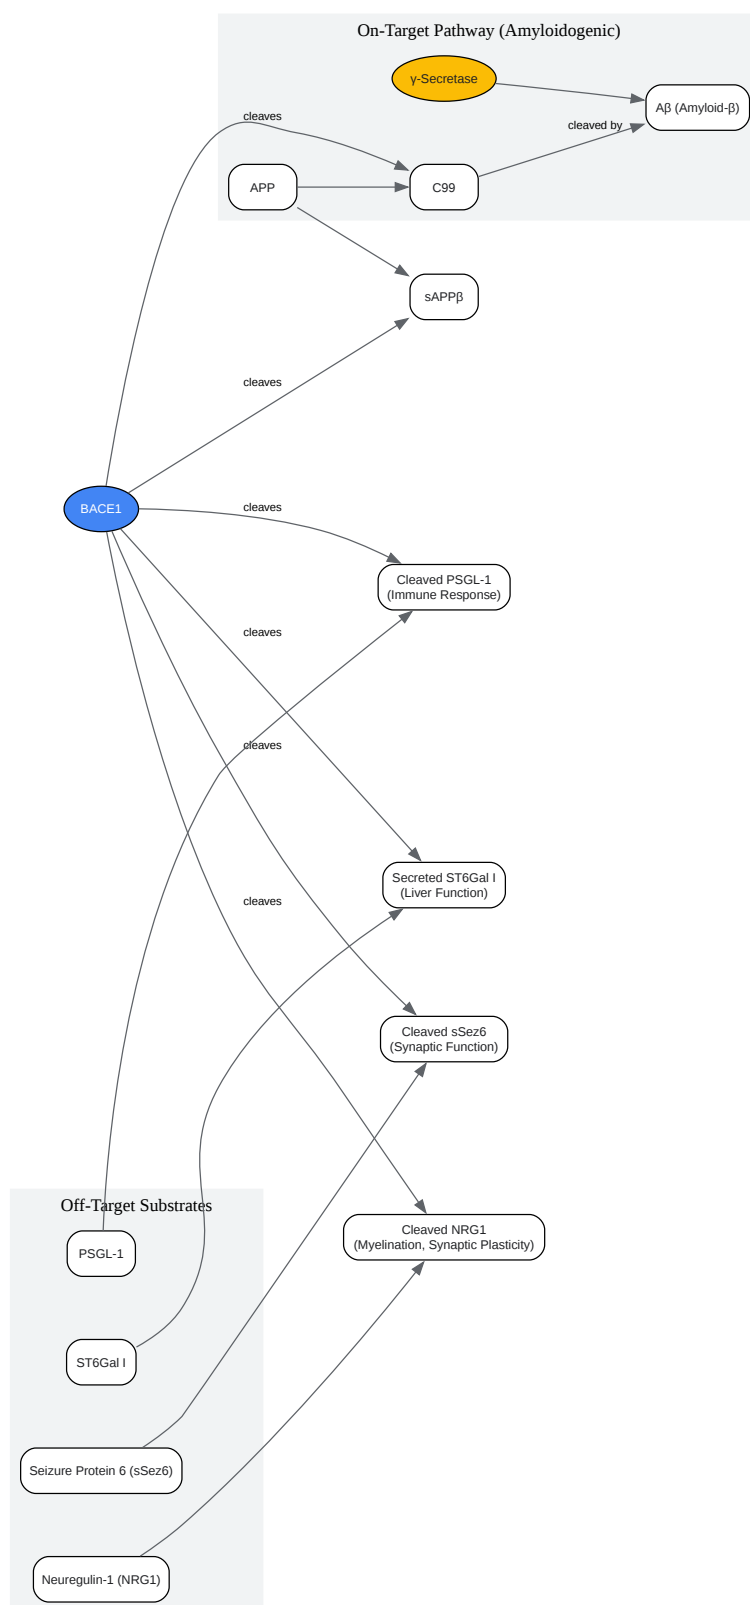 On-Target Pathway (Amyloidogenic)
γ-Secretase
Aβ (Amyloid-β)
cleaves
cleaved by
APP
C99
sAPPβ
cleaves
BACE1
cleaves
Cleaved PSGL-1
(Immune Response)
cleaves
cleaves
Secreted ST6Gal I
(Liver Function)
cleaves
Cleaved sSez6
(Synaptic Function)
Off-Target Substrates
Cleaved NRG1
(Myelination, Synaptic Plasticity)
PSGL-1
ST6Gal I
Seizure Protein 6 (sSez6)
Neuregulin-1 (NRG1)